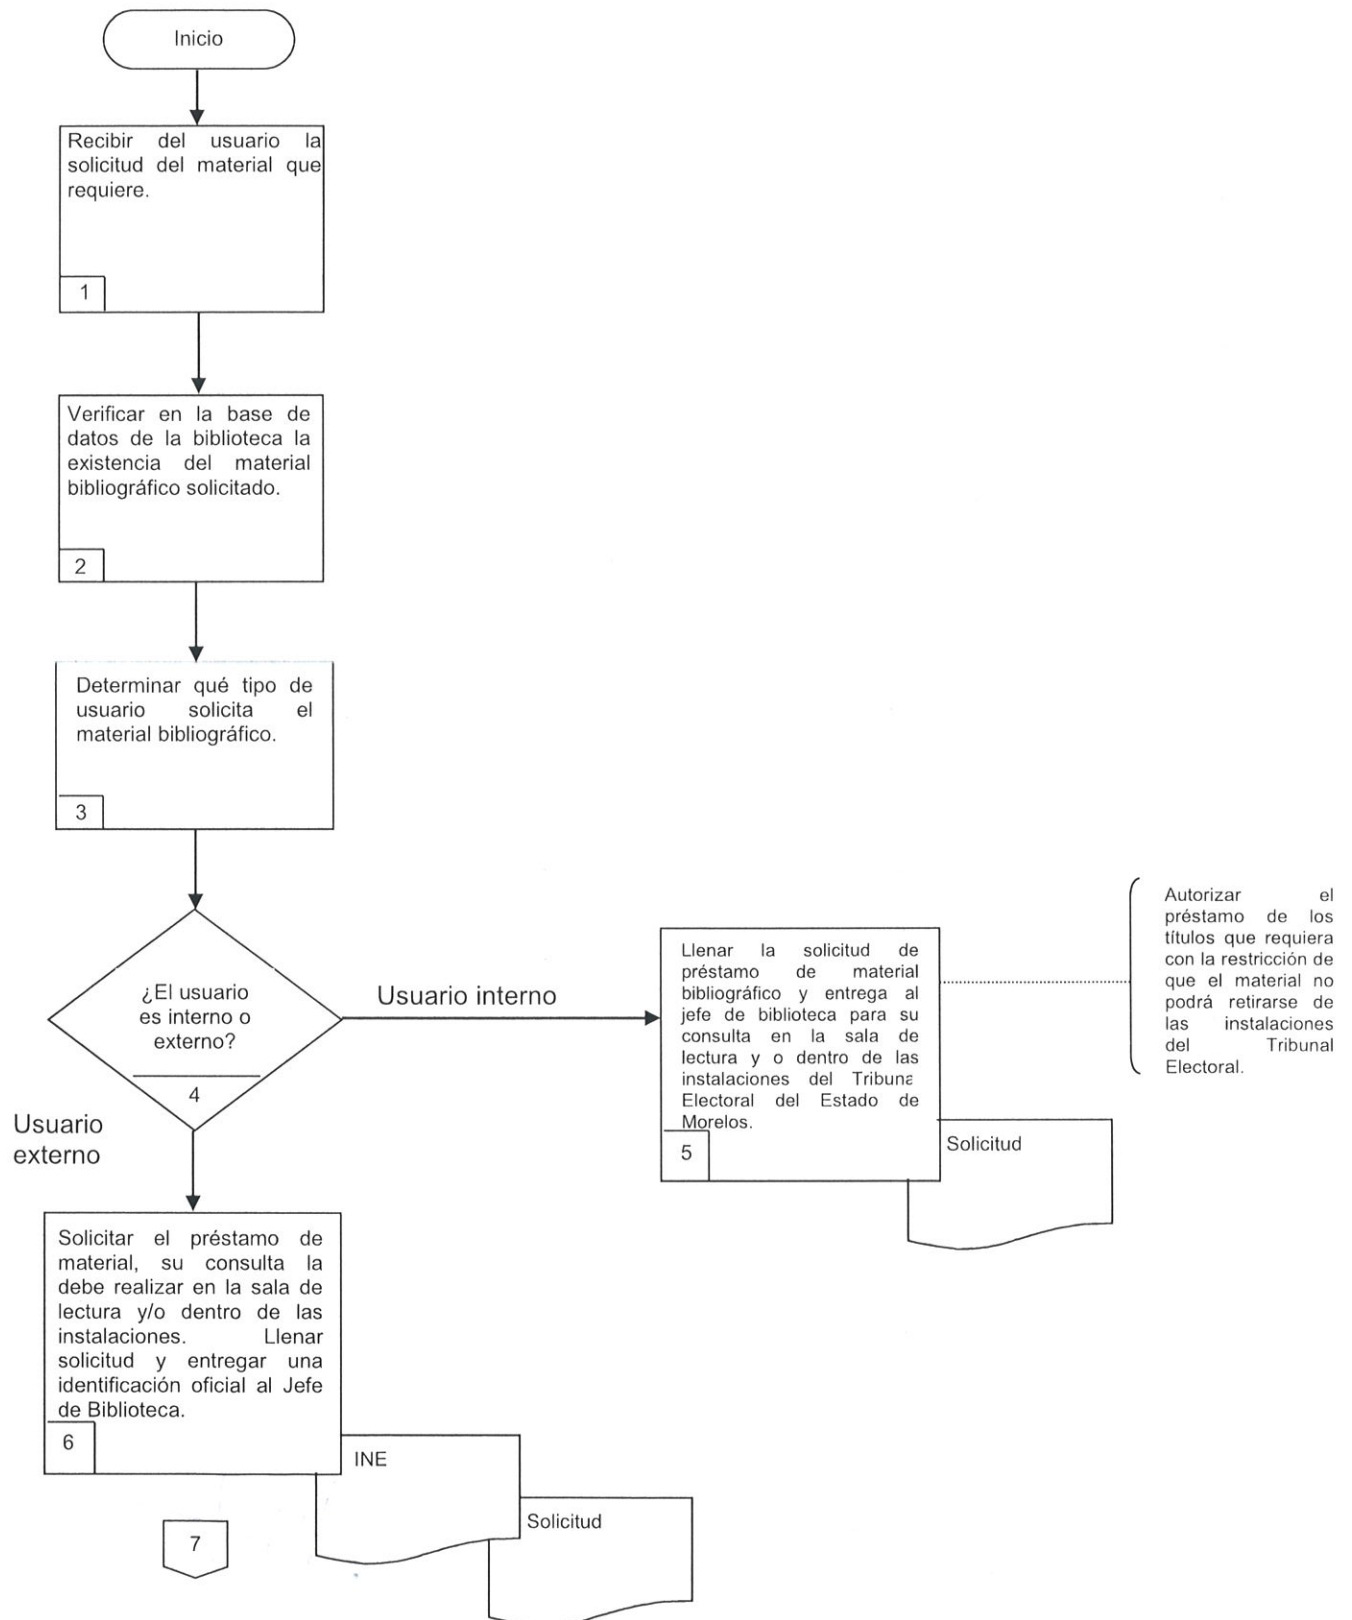 Inicio
Recibir del usuario la
solicitud del material que
requiere.
1
Verificar en la base de
datos de la biblioteca la
existencia del material
bibliográfico solicitado.
2
Determinar qué tipo de
usuario solicita el
material bibliográfico.
3
¿El usuario
es interno o
externo?
4
Usuario interno
Llenar la solicitud de
préstamo de material
bibliográfico y entrega al
jefe de biblioteca para su
consulta en la sala de
lectura y o dentro de las
instalaciones del Tribuna
Electoral del Estado de
Morelos.
5
Solicitud
Autorizar el
préstamo de los
títulos que requiera
con la restricción de
que el material no
podrá retirarse de
las instalaciones
del Tribunal
Electoral.
Usuario
externo
Solicitar el préstamo de
material, su consulta la
debe realizar en la sala de
lectura y/o dentro de las
instalaciones. Llenar
solicitud y entregar una
identificación oficial al Jefe
de Biblioteca.
6
INE
Solicitud
7